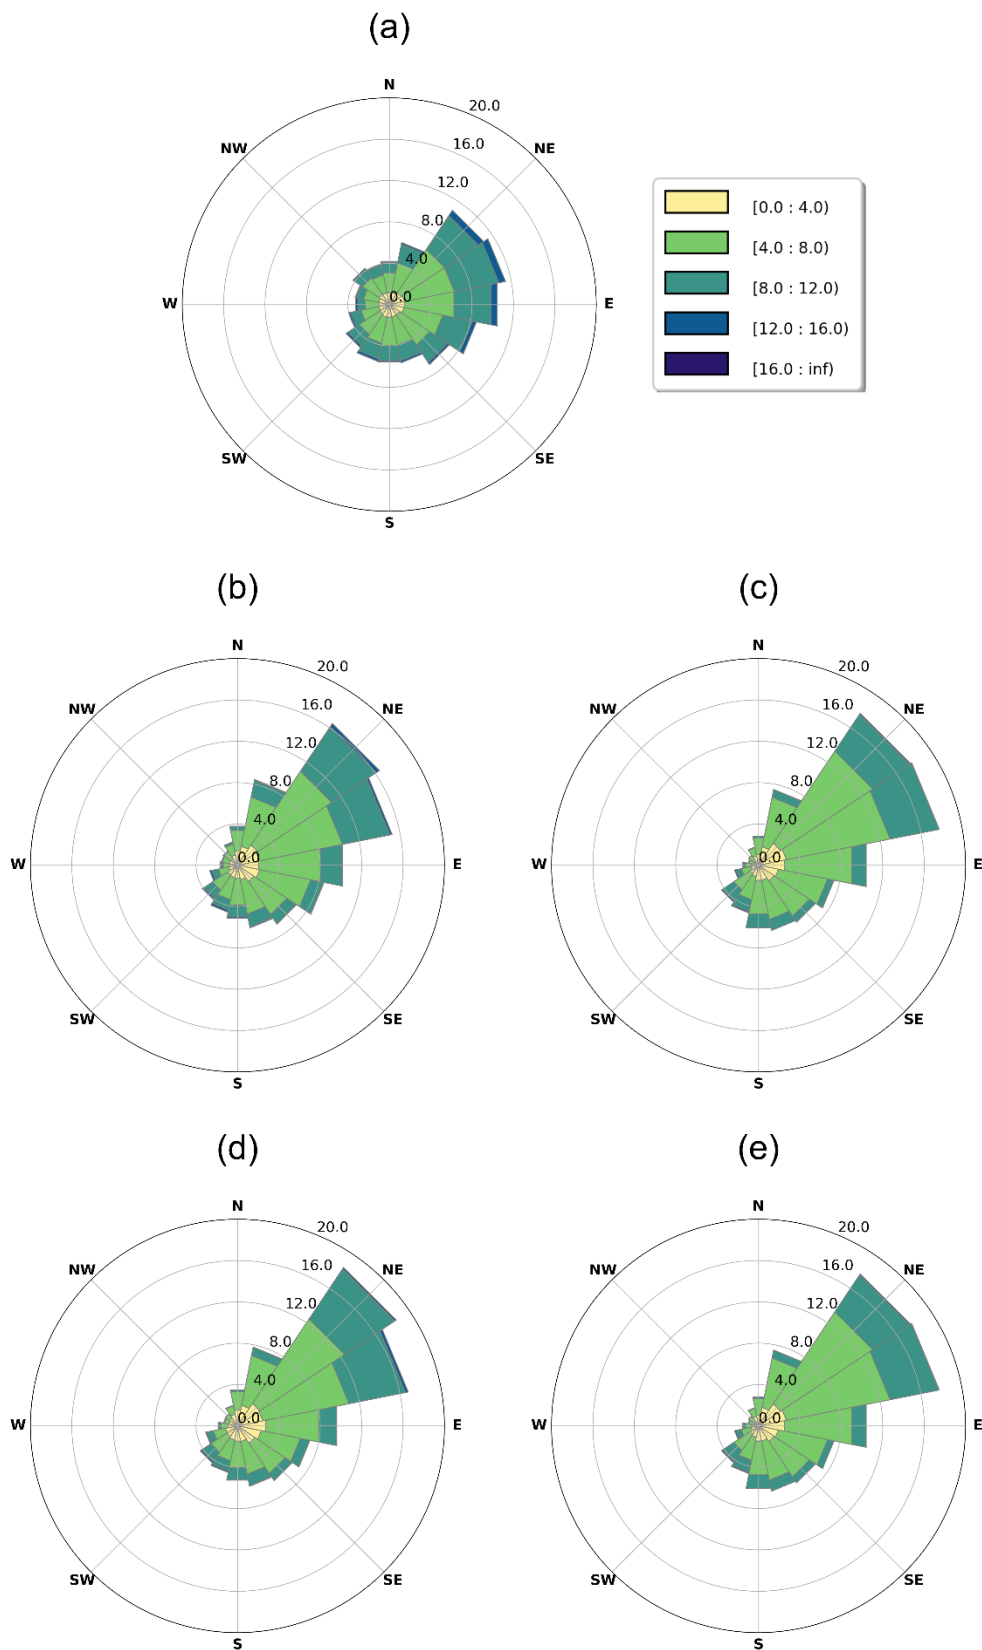 (a)
N
20.0
NW
16.0
NE
12.0
8.0
4.0
0.0
W
E
SW
SE
S
[0.0 : 4.0)
[4.0 : 8.0)
[8.0 : 12.0)
[12.0 : 16.0)
[16.0 : inf)
(b)
N
20.0
NW
16.0
NE
12.0
8.0
4.0
0.0
W
E
SW
SE
S
(c)
N
20.0
NW
16.0
NE
12.0
8.0
4.0
0.0
W
E
SW
SE
S
(d)
N
20.0
NW
16.0
NE
12.0
8.0
4.0
0.0
W
E
SW
SE
S
(e)
N
20.0
NW
16.0
NE
12.0
8.0
4.0
0.0
W
E
SW
SE
S